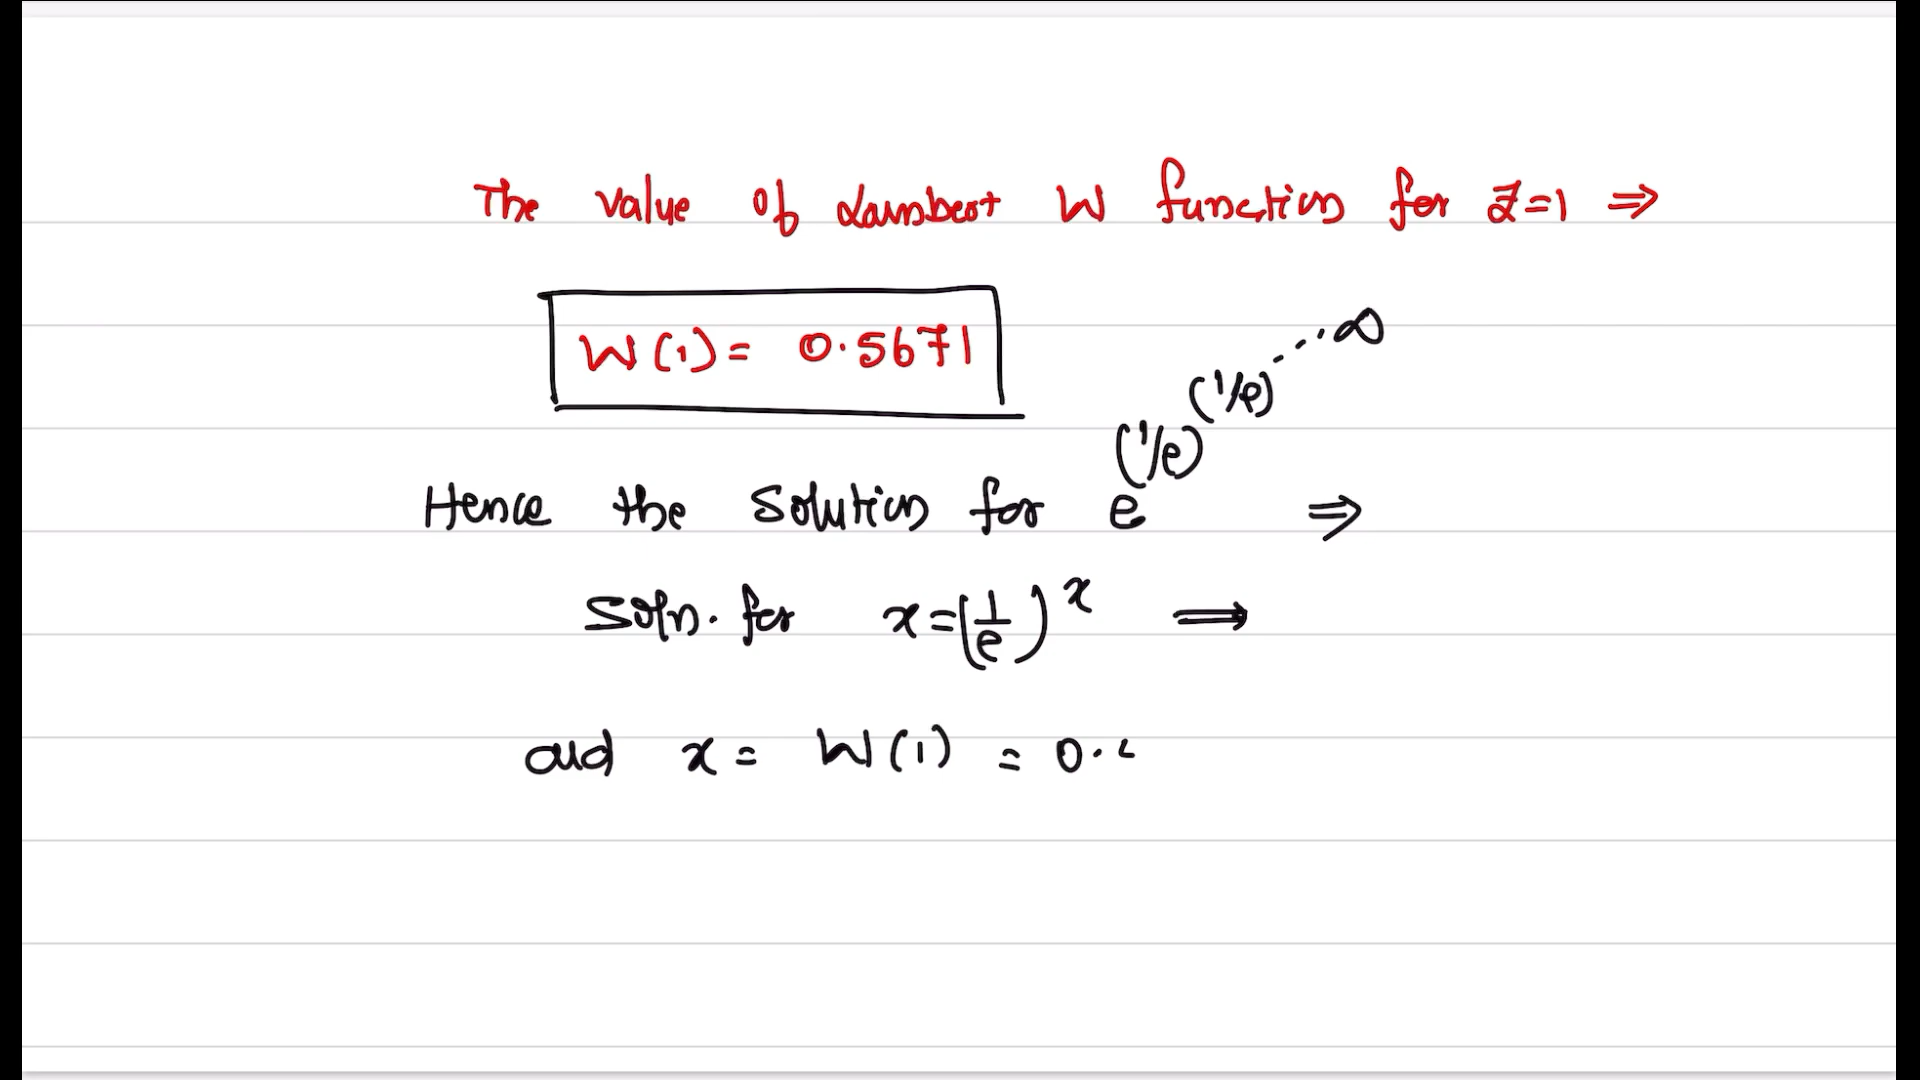 The value of Lambert W function for Z=1 ⇒
W(1) = 0.5671
Hence the solution for e^(1/e)^(1/e)^...∞ ⇒
Soln. for x = (1/e)^x ⇒
and x = W(1) = 0.